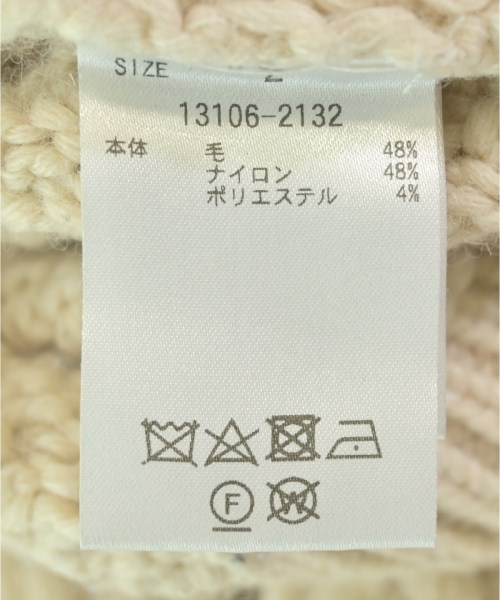 SIZE 2
13106-2132
本体 毛 48%
ナイロン 48%
ポリエステル 4%
F W